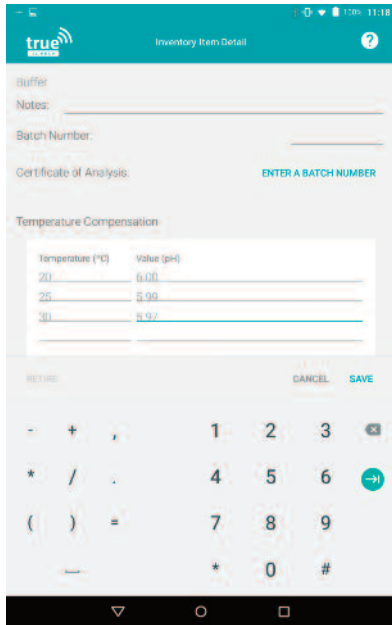 100% 11:18
true
Inventory Item Detail
?
Buffer
Notes:
Batch Number:
Certificate of Analysis: ENTER A BATCH NUMBER
Temperature Compensation
Temperature (°C) Value (pH)
20 6.00
25 5.99
30 5.97
RETIRE CANCEL SAVE
- + , 1 2 3
* / . 4 5 6
( ) = 7 8 9
* 0 #